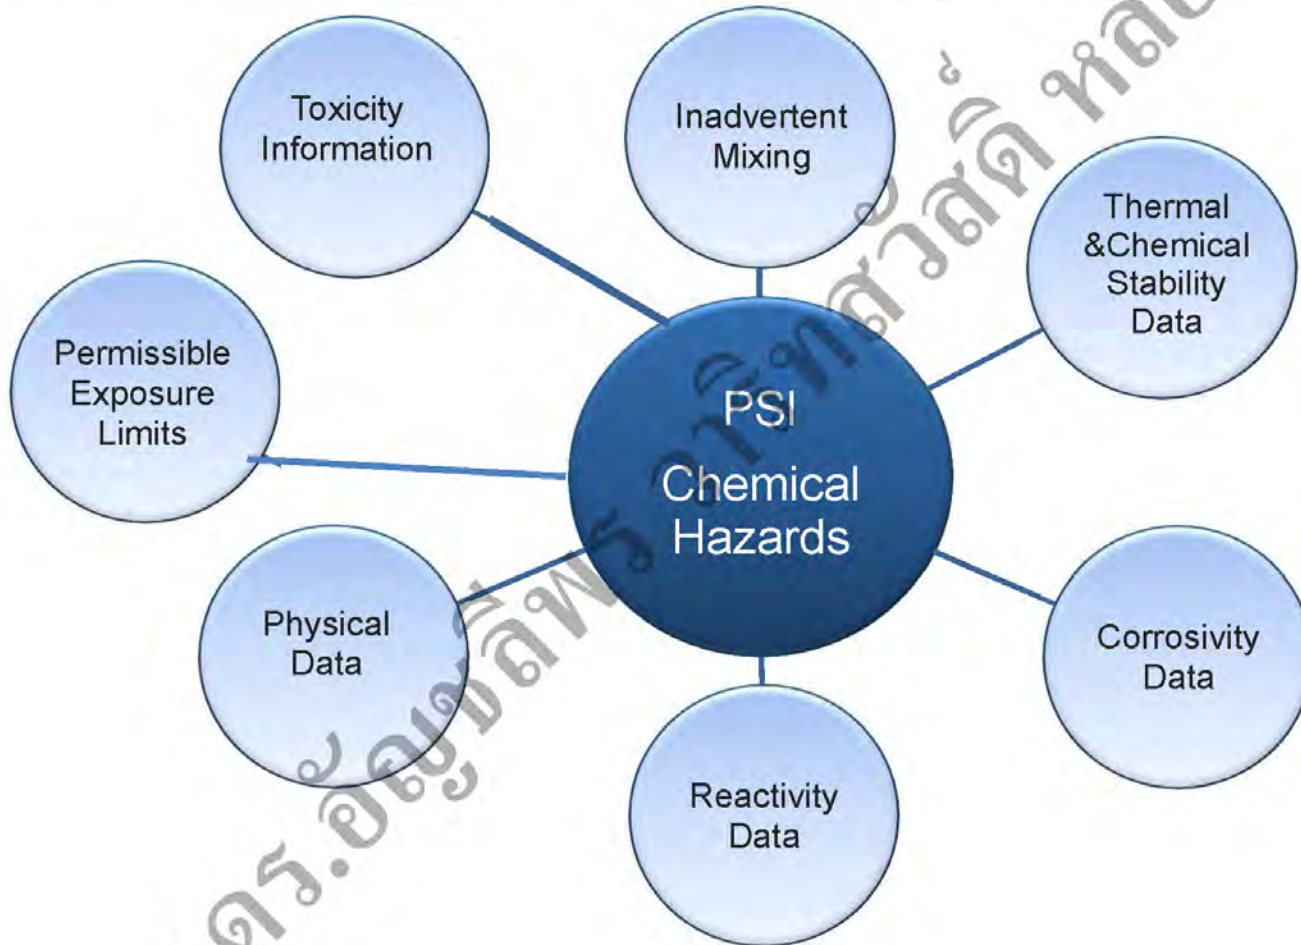 Toxicity
Information
Inadvertent
Mixing
Thermal
&Chemical
Stability
Data
Permissible
Exposure
Limits
PSI
Chemical
Hazards
Physical
Data
Corrosivity
Data
Reactivity
Data